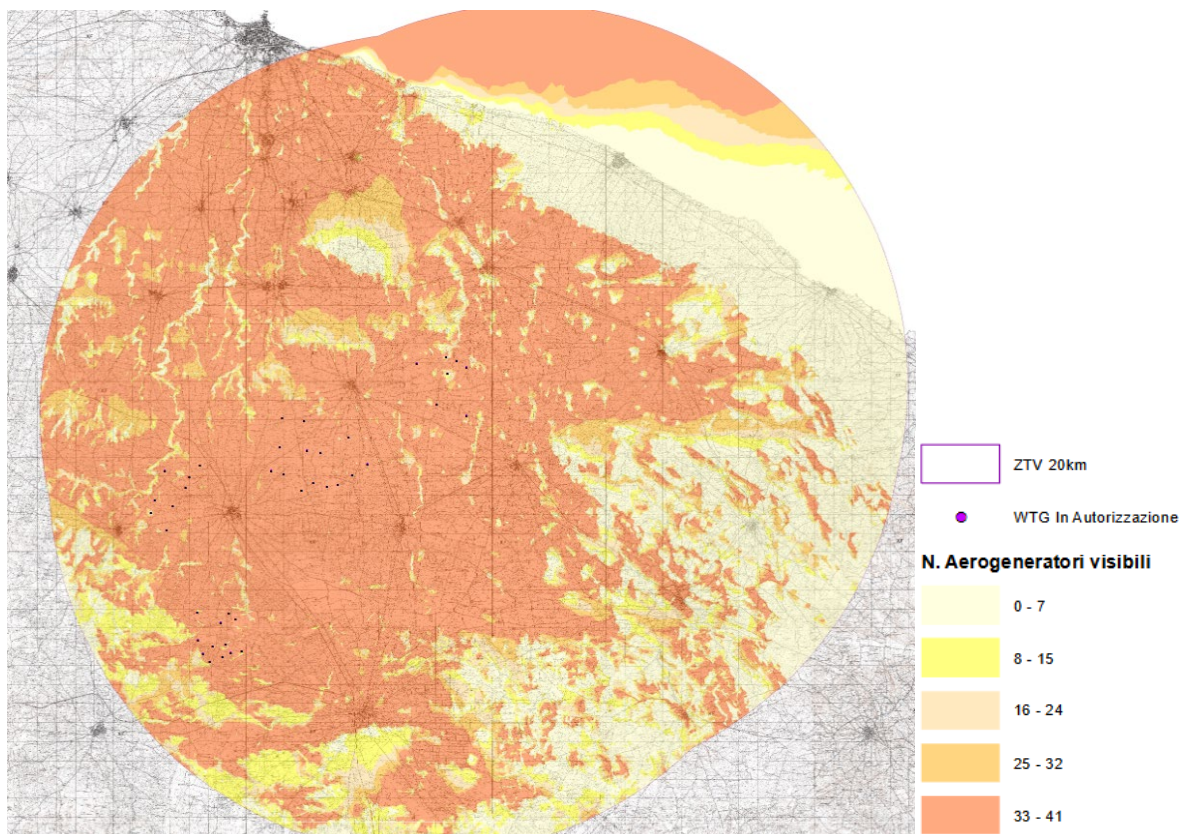 ZTV 20km
WTG In Autorizzazione
N. Aerogeneratori visibili
0 - 7
8 - 15
16 - 24
25 - 32
33 - 41